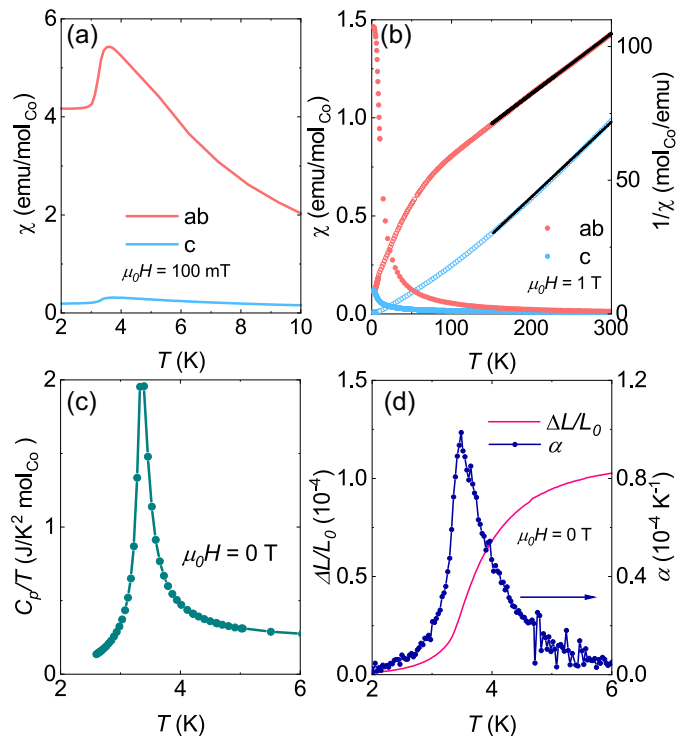 (a)
χ (emu/mol_Co)
6
4
2
0
ab
c
μ₀H = 100 mT
2 4 6 8 10
T (K)
(b)
χ (emu/mol_Co)
1.5
1.0
0.5
0.0
ab
c
μ₀H = 1 T
100
50
0
1/χ (mol_Co/emu)
0 100 200 300
T (K)
(c)
C_p/T (J/K² mol_Co)
2
1
0
μ₀H = 0 T
2 4 6
T (K)
(d)
ΔL/L₀ (10⁻⁴)
1.5
1.0
0.5
0.0
ΔL/L₀
α
μ₀H = 0 T
1.2
0.8
0.4
0.0
α (10⁻⁴ K⁻¹)
2 4 6
T (K)